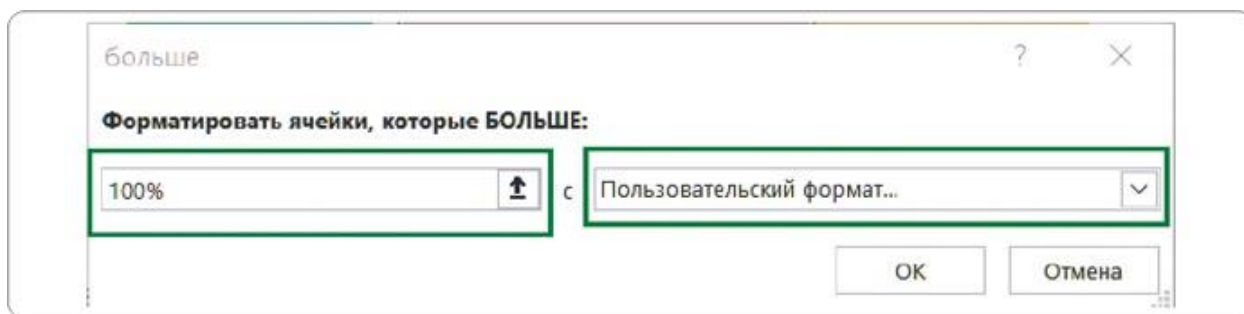 больше ?
Форматировать ячейки, которые БОЛЬШЕ:
100% с Пользовательский формат...
ОК Отмена